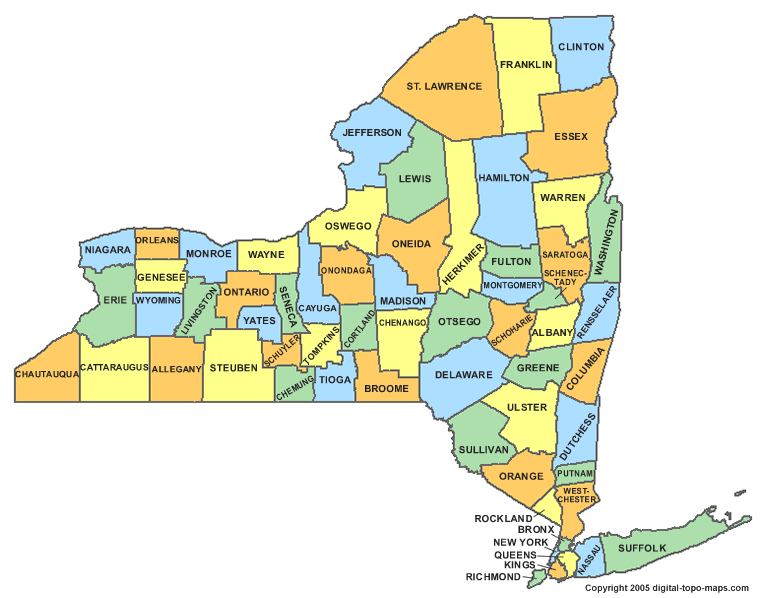 CLINTON
FRANKLIN
ST. LAWRENCE
JEFFERSON
ESSEX
LEWIS
HAMILTON
WARREN
OSWEGO
WASHINGTON
ORLEANS
ONEIDA
NIAGARA
MONROE
WAYNE
SARATOGA
HERKIMER
FULTON
ONONDAGA
GENESEE
SCHENEC-
TADY
MONTGOMERY
ERIE
WYOMING
LIVINGSTON
ONTARIO
SENECA
CAYUGA
MADISON
RENSSELAER
YATES
CORTLAND
CHENANGO
OTSEGO
SCHOHARIE
ALBANY
SCHUYLER
TOMPKINS
CHAUTAUQUA
CATTARAUGUS
ALLEGANY
STEUBEN
CHEMUNG
TIOGA
BROOME
DELAWARE
GREENE
COLUMBIA
ULSTER
DUTCHESS
SULLIVAN
ORANGE
PUTNAM
WEST-
CHESTER
ROCKLAND
BRONX
NEW YORK
QUEENS
KINGS
RICHMOND
NASSAU
SUFFOLK
Copyright 2005 digital-topo-maps.com